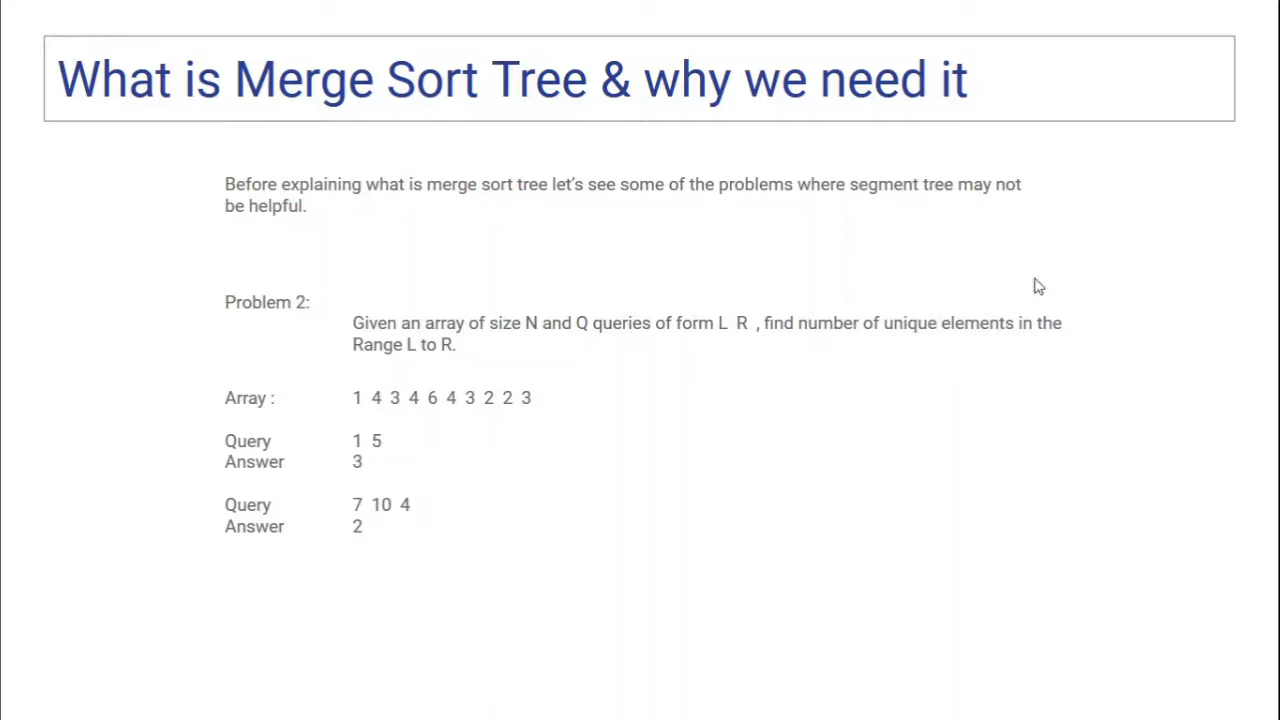 What is Merge Sort Tree & why we need it
Before explaining what is merge sort tree let's see some of the problems where segment tree may not
be helpful.
Problem 2:
Given an array of size N and Q queries of form L R , find number of unique elements in the
Range L to R.
Array : 1 4 3 4 6 4 3 2 2 3
Query 1 5
Answer 3
Query 7 10 4
Answer 2